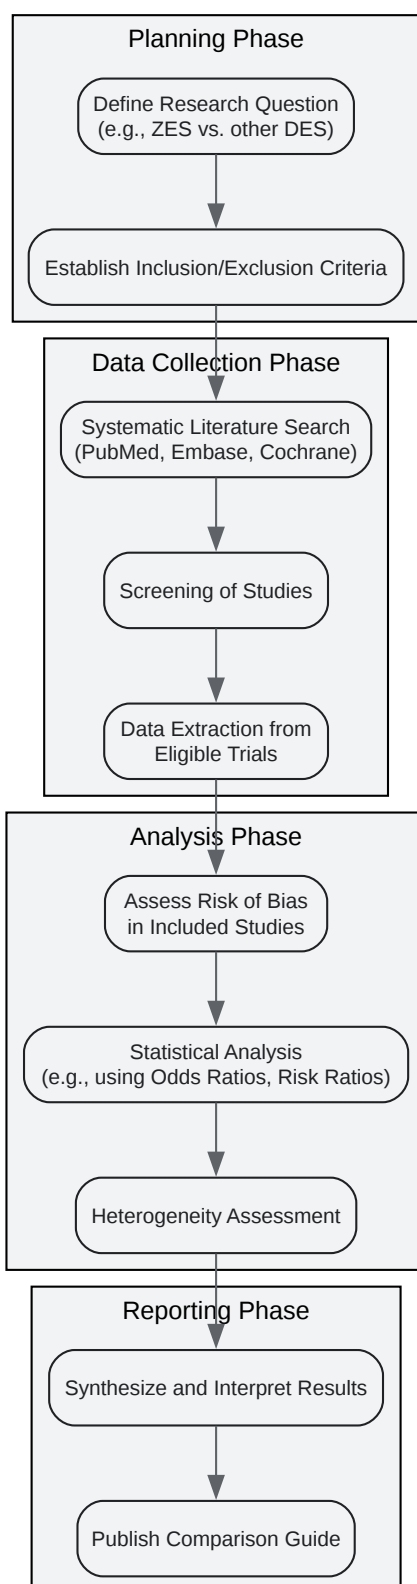 Planning Phase
Define Research Question
(e.g., ZES vs. other DES)
Establish Inclusion/Exclusion Criteria
Data Collection Phase
Systematic Literature Search
(PubMed, Embase, Cochrane)
Screening of Studies
Data Extraction from
Eligible Trials
Analysis Phase
Assess Risk of Bias
in Included Studies
Statistical Analysis
(e.g., using Odds Ratios, Risk Ratios)
Heterogeneity Assessment
Reporting Phase
Synthesize and Interpret Results
Publish Comparison Guide